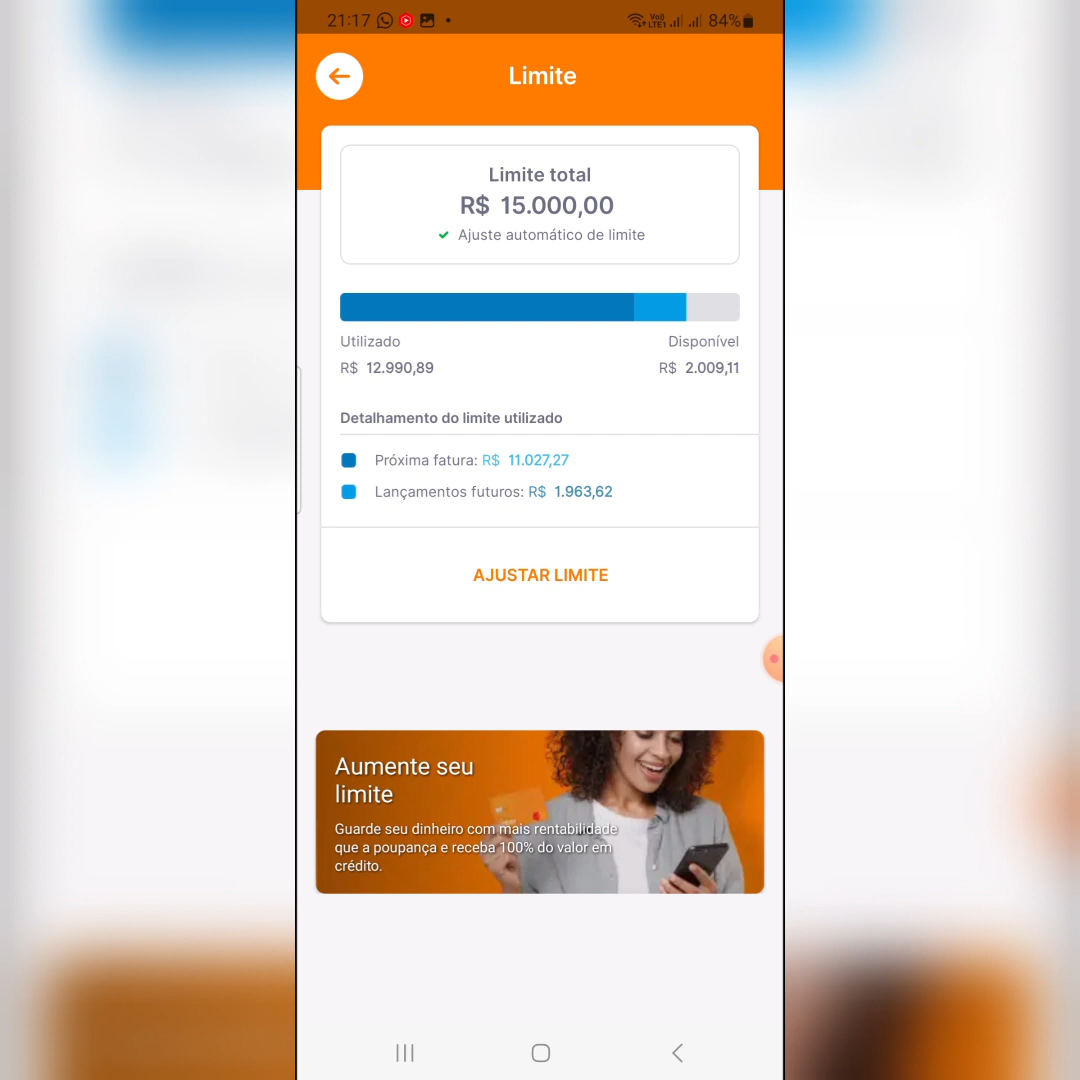 21:17
Vo)) LTE1 84%
Limite
Limite total
R$ 15.000,00
Ajuste automático de limite
Utilizado Disponível
R$ 12.990,89 R$ 2.009,11
Detalhamento do limite utilizado
Próxima fatura: R$ 11.027,27
Lançamentos futuros: R$ 1.963,62
AJUSTAR LIMITE
Aumente seu
limite
Guarde seu dinheiro com mais rentabilidade
que a poupança e receba 100% do valor em
crédito.